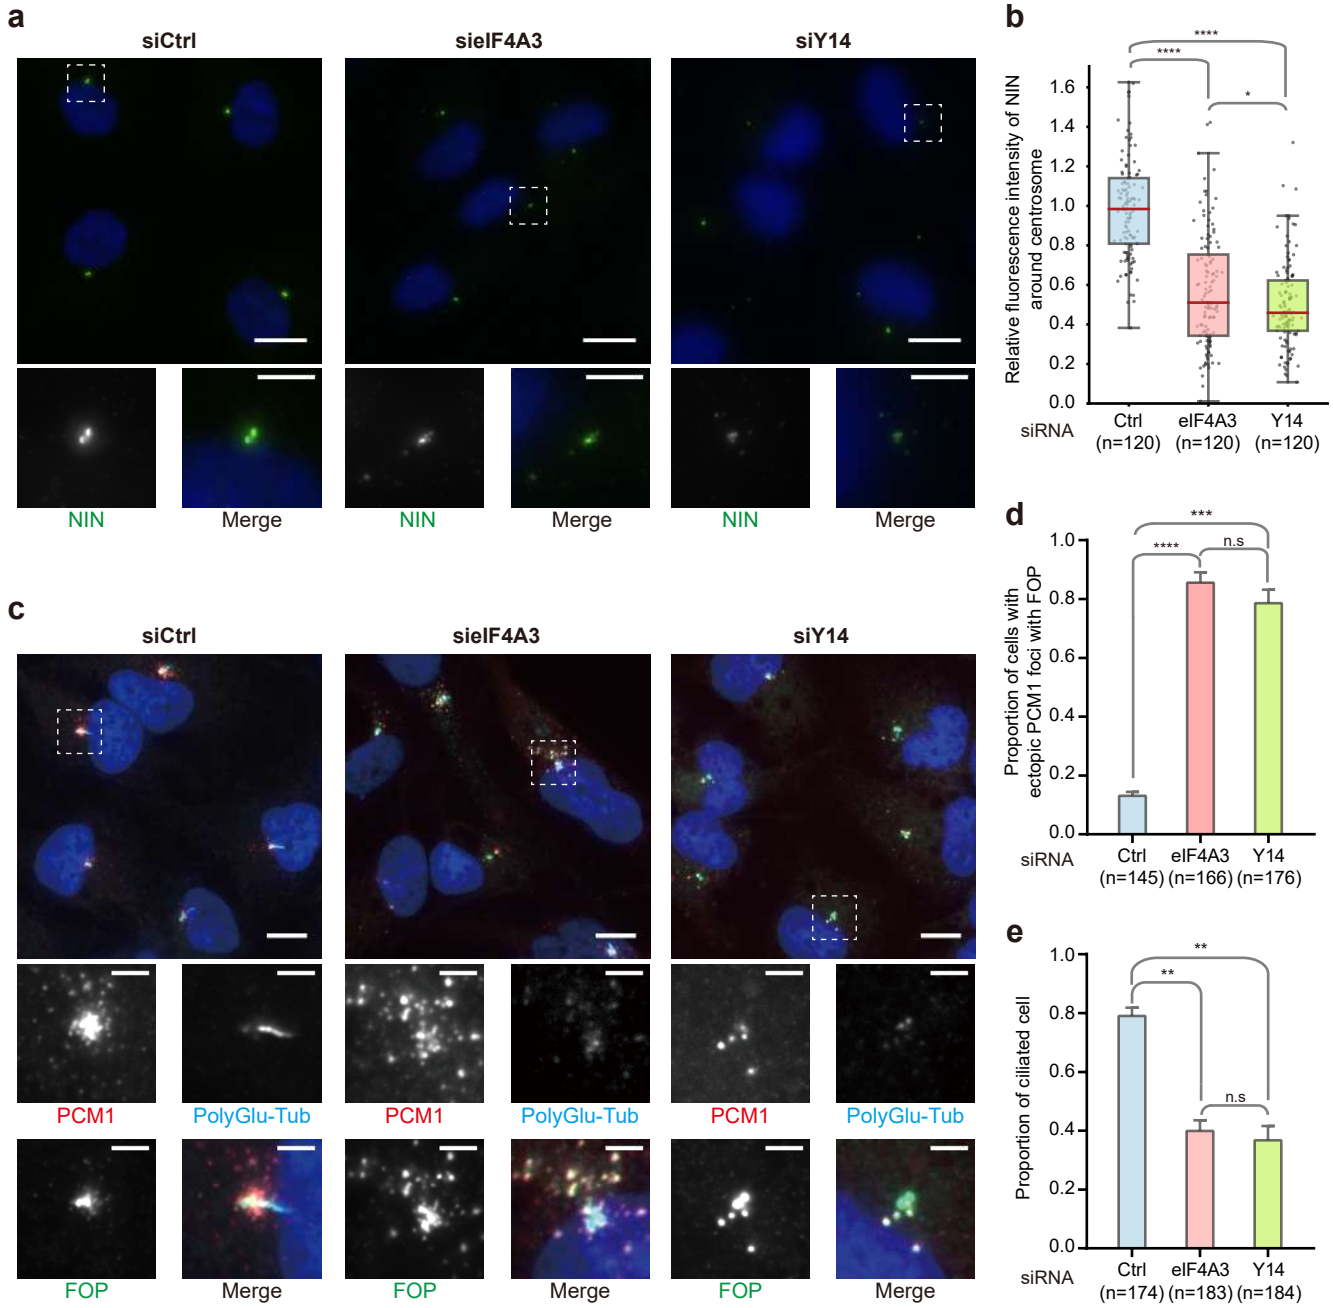 a
siCtrl
sieIF4A3
siY14
NIN
Merge
NIN
Merge
NIN
Merge
b
Relative fluorescence intensity of NIN
around centrosome
1.6
1.4
1.2
1.0
0.8
0.6
0.4
0.2
0.0
****
****
*
siRNA
Ctrl
eIF4A3
Y14
(n=120)
(n=120)
(n=120)
c
siCtrl
sieIF4A3
siY14
PCM1
PolyGlu-Tub
PCM1
PolyGlu-Tub
PCM1
PolyGlu-Tub
FOP
Merge
FOP
Merge
FOP
Merge
d
Proportion of cells with
ectopic PCM1 foci with FOP
1.0
0.8
0.6
0.4
0.2
0.0
***
****
n.s
siRNA
Ctrl
eIF4A3
Y14
(n=145)
(n=166)
(n=176)
e
Proportion of ciliated cell
1.0
0.8
0.6
0.4
0.2
0.0
**
**
n.s
siRNA
Ctrl
eIF4A3
Y14
(n=174)
(n=183)
(n=184)